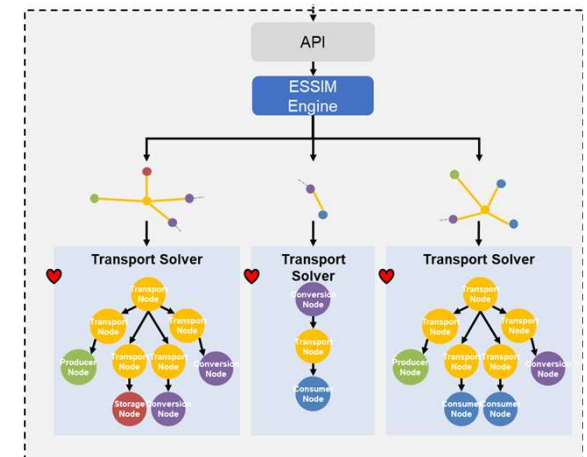 API
ESSIM
Engine
Transport Solver
Transport
Node
Transport
Node
Transport
Node
Producer
Node
Transport
Node
Transport
Node
Conversion
Node
Storage
Node
Conversion
Node
Transport
Solver
Conversion
Node
Transport
Node
Consumer
Node
Transport Solver
Transport
Node
Transport
Node
Transport
Node
Producer
Node
Transport
Node
Transport
Node
Conversion
Node
Consumer
Node
Consumer
Node